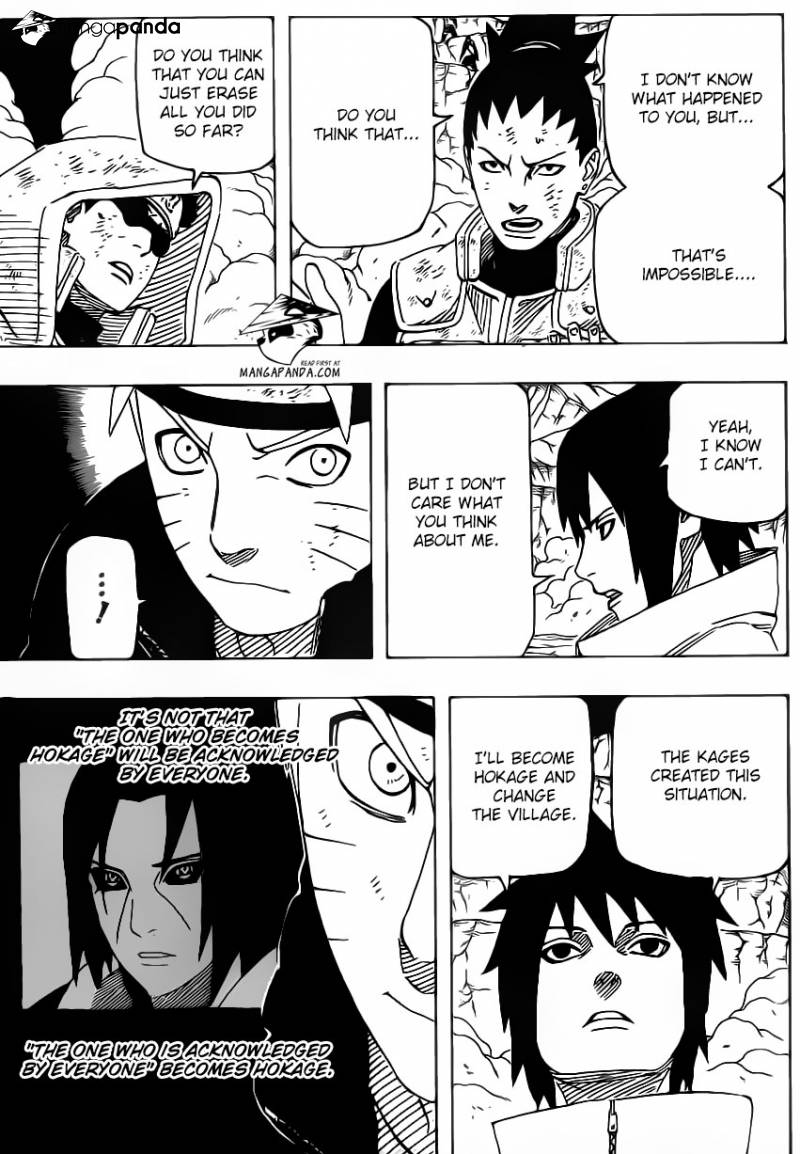 mangapanda
I DON'T KNOW
WHAT HAPPENED
TO YOU, BUT...
THAT'S
IMPOSSIBLE....
DO YOU
THINK THAT...
DO YOU THINK
THAT YOU CAN
JUST ERASE
ALL YOU DID
SO FAR?
READ FIRST AT
MANGAPANDA.COM
YEAH,
I KNOW
I CAN'T.
BUT I DON'T
CARE WHAT
YOU THINK
ABOUT ME.
...!
THE KAGES
CREATED THIS
SITUATION.
I'LL BECOME
HOKAGE AND
CHANGE
THE VILLAGE.
IT'S NOT THAT
"THE ONE WHO BECOMES
HOKAGE" WILL BE ACKNOWLEDGED
BY EVERYONE.
"THE ONE WHO IS ACKNOWLEDGED
BY EVERYONE" BECOMES HOKAGE.